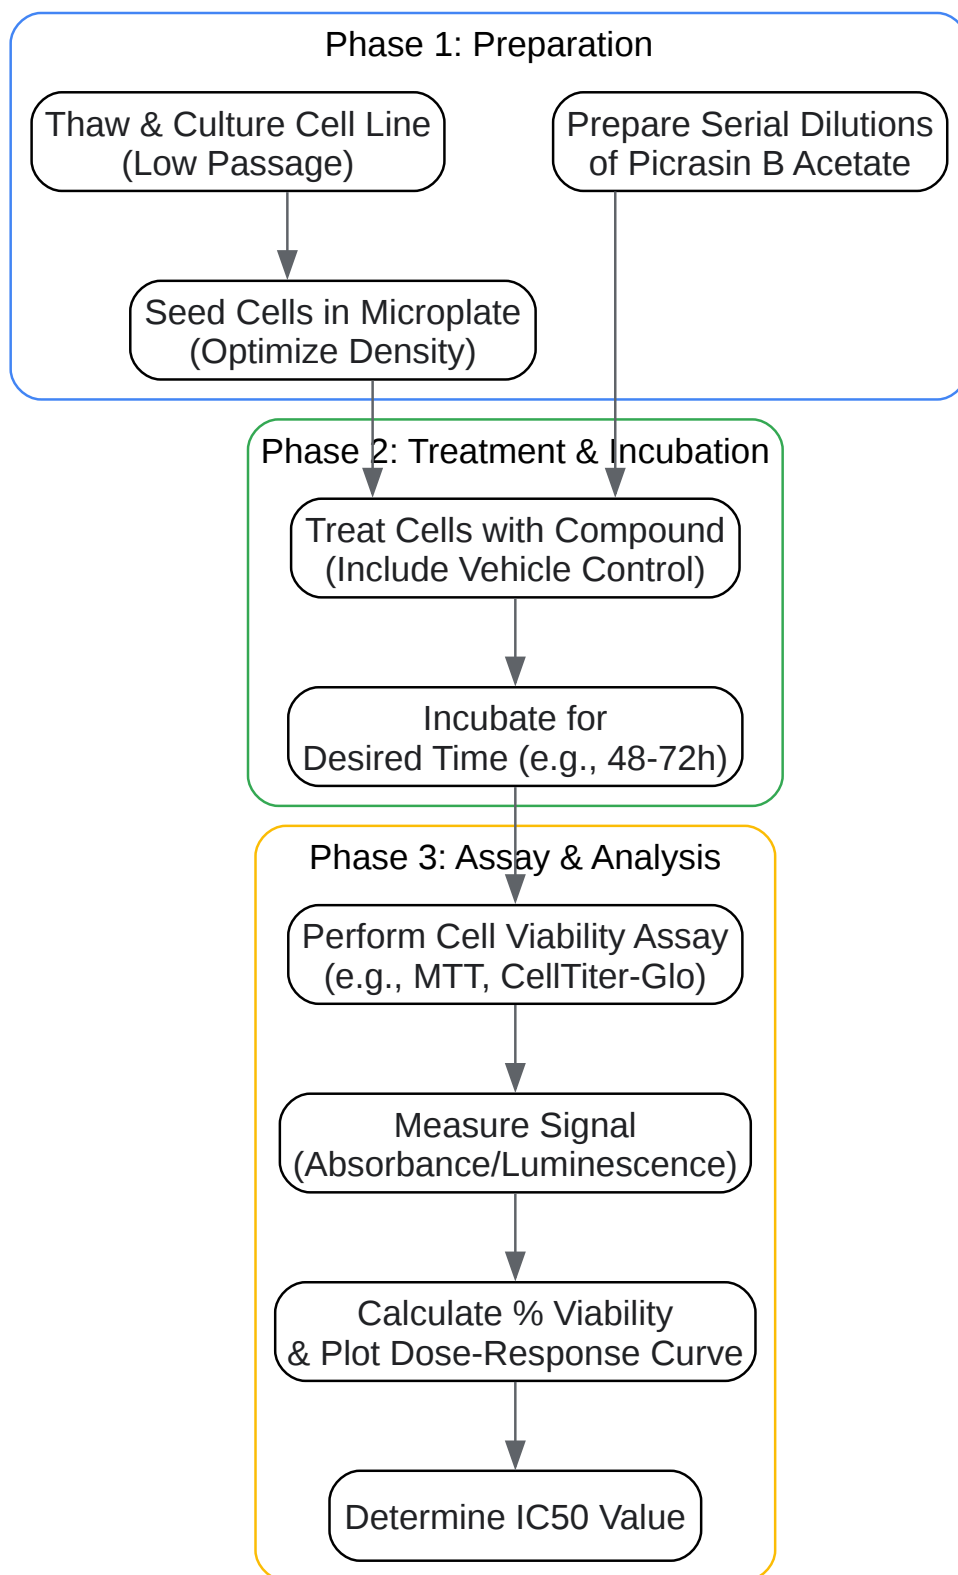 Phase 1: Preparation
Thaw & Culture Cell Line
(Low Passage)
Prepare Serial Dilutions
of Picrasin B Acetate
Seed Cells in Microplate
(Optimize Density)
Phase 2: Treatment & Incubation
Treat Cells with Compound
(Include Vehicle Control)
Incubate for
Desired Time (e.g., 48-72h)
Phase 3: Assay & Analysis
Perform Cell Viability Assay
(e.g., MTT, CellTiter-Glo)
Measure Signal
(Absorbance/Luminescence)
Calculate % Viability
& Plot Dose-Response Curve
Determine IC50 Value